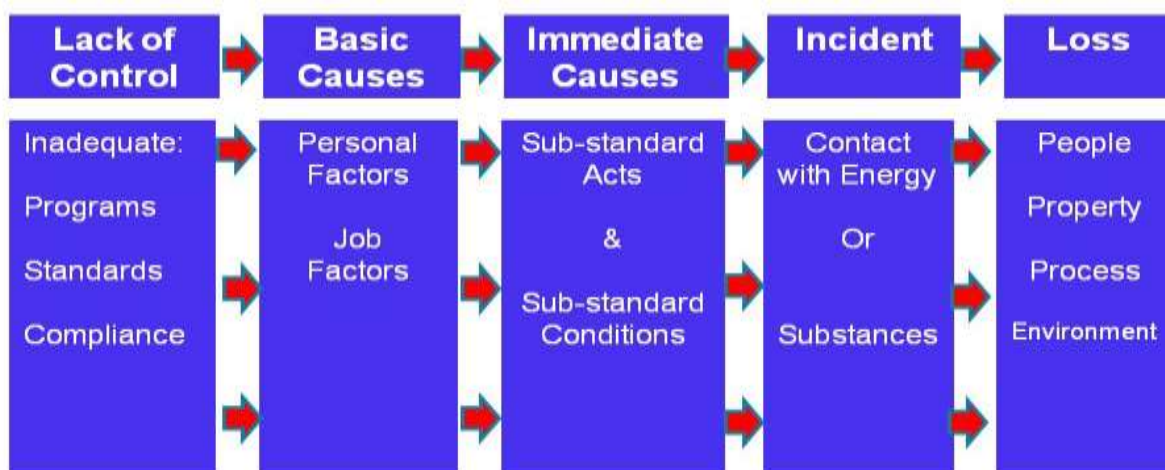 Lack of
Control
Basic
Causes
Immediate
Causes
Incident
Loss
Inadequate:
Programs
Standards
Compliance
Personal
Factors
Job
Factors
Sub-standard
Acts
&
Sub-standard
Conditions
Contact
with Energy
Or
Substances
People
Property
Process
Environment